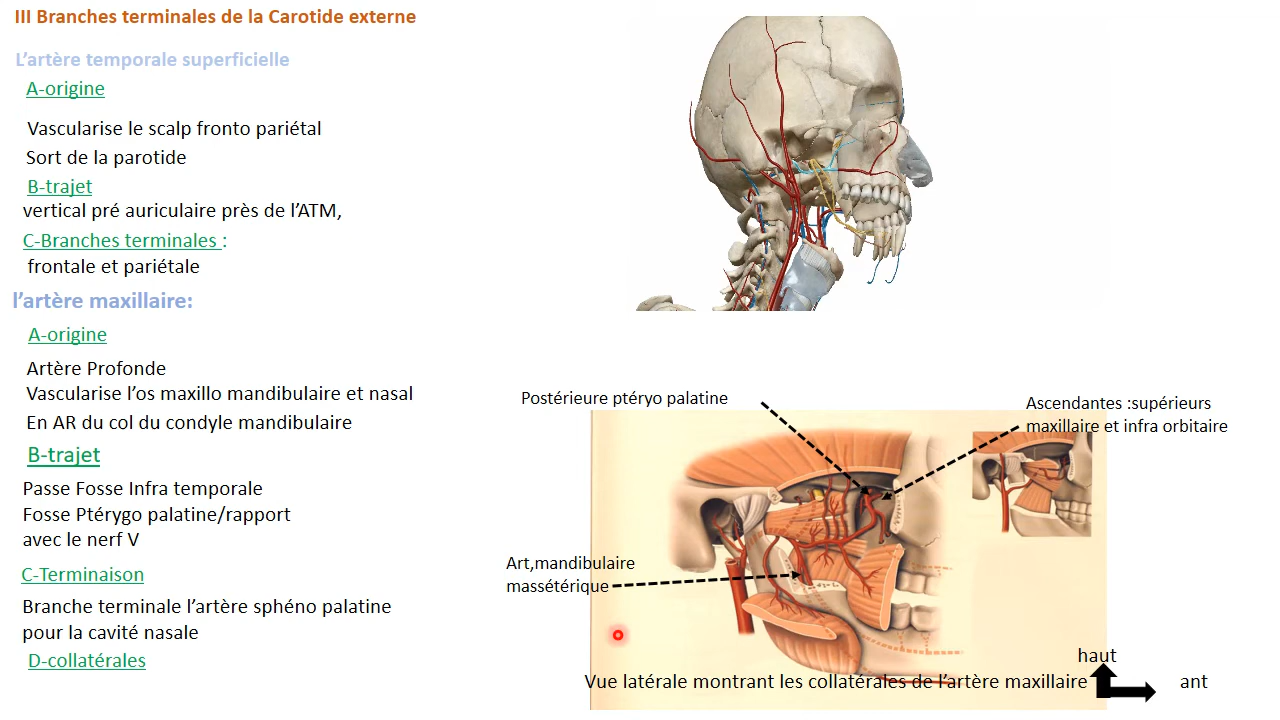 III Branches terminales de la Carotide externe
L’artère temporale superficielle
A-origine
Vascularise le scalp fronto pariétal
Sort de la parotide
B-trajet
vertical pré auriculaire près de l’ATM,
C-Branches terminales :
frontale et pariétale
l’artère maxillaire:
A-origine
Artère Profonde
Vascularise l’os maxillo mandibulaire et nasal
En AR du col du condyle mandibulaire
B-trajet
Passe Fosse Infra temporale
Fosse Ptérygo palatine/rapport
avec le nerf V
C-Terminaison
Branche terminale l’artère sphéno palatine
pour la cavité nasale
D-collatérales
Postérieure ptéryo palatine
Ascendantes :supérieurs
maxillaire et infra orbitaire
Art,mandibulaire
massétérique
haut
Vue latérale montrant les collatérales de l’artère maxillaire
ant